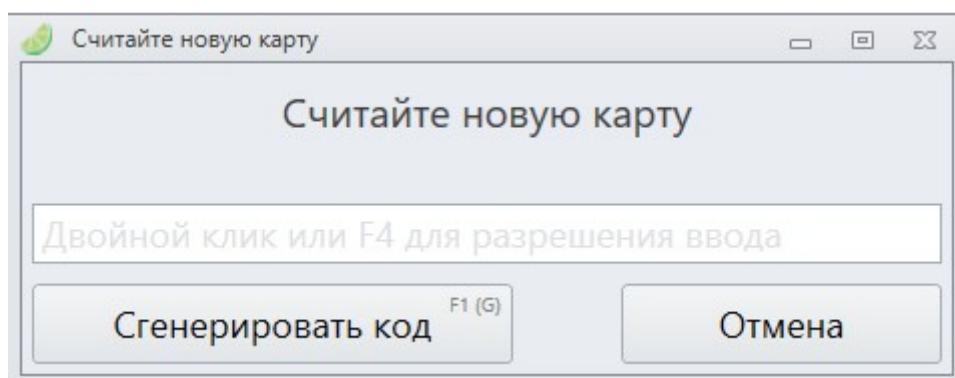 Считайте новую карту
Считайте новую карту
Двойной клик или F4 для разрешения ввода
Сгенерировать код F1 (G)
Отмена